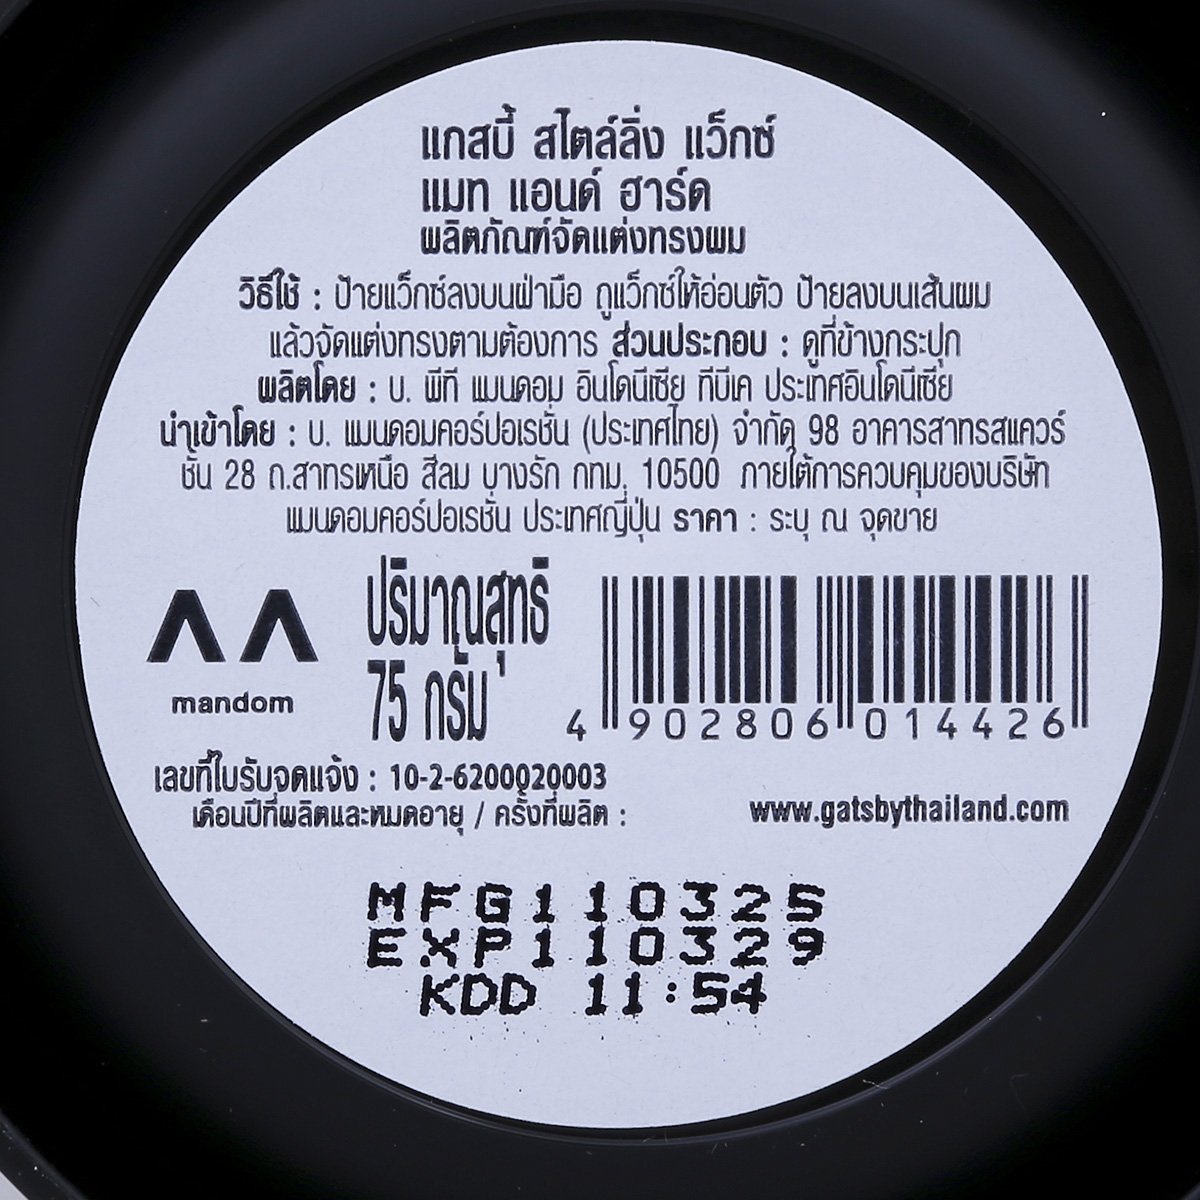 แกสบี้ สไตล์ลิ่ง แว็กซ์
แมท แอนด์ ฮาร์ด
ผลิตภัณฑ์จัดแต่งทรงผม
วิธีใช้ : ป้ายแว็กซ์ลงบนฝ่ามือ ถูแว็กซ์ให้อ่อนตัว ป้ายลงบนเส้นผม
แล้วจัดแต่งทรงตามต้องการ ส่วนประกอบ : ดูที่ข้างกระปุก
ผลิตโดย : บ. พีที แมนดอม อินโดนีเซีย ทีบีเค ประเทศอินโดนีเซีย
นำเข้าโดย : บ. แมนดอมคอร์ปอเรชั่น (ประเทศไทย) จำกัด 98 อาคารสาทรสแควร์
ชั้น 28 ถ.สาทรเหนือ สีลม บางรัก กทม. 10500 ภายใต้การควบคุมของบริษัท
แมนดอมคอร์ปอเรชั่น ประเทศญี่ปุ่น ราคา : ระบุ ณ จุดขาย
mandom
ปริมาณสุทธิ
75 กรัม
4 902806 014426
เลขที่ใบรับจดแจ้ง : 10-2-6200020003
เดือนปีที่ผลิตและหมดอายุ / ครั้งที่ผลิต :
www.gatsbythailand.com
MFG110325
EXP110329
KDD 11:54